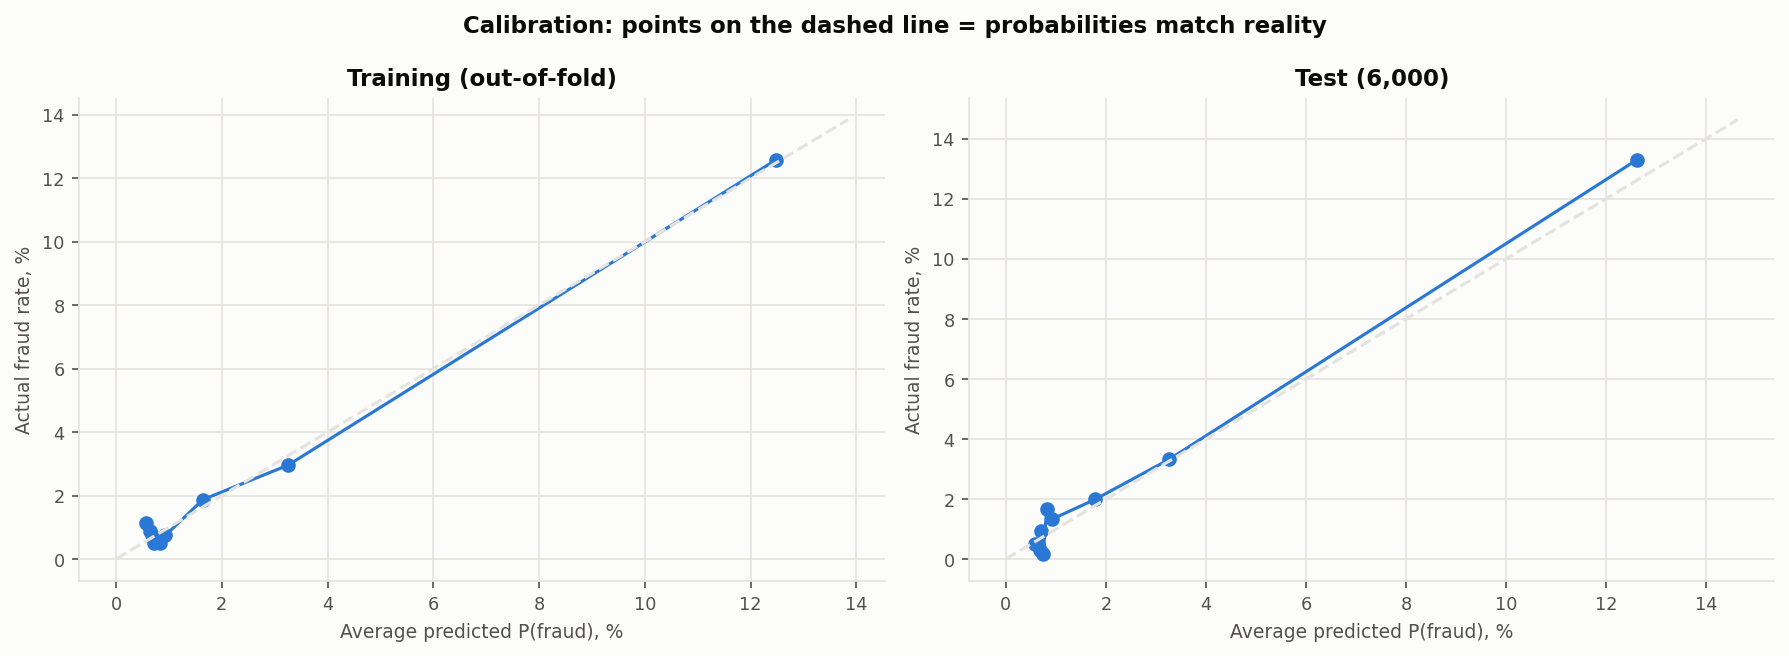 Calibration: points on the dashed line = probabilities match reality
Training (out-of-fold)
14
12
10
8
6
4
2
0
Actual fraud rate, %
0 2 4 6 8 10 12 14
Average predicted P(fraud), %
Test (6,000)
14
12
10
8
6
4
2
0
Actual fraud rate, %
0 2 4 6 8 10 12 14
Average predicted P(fraud), %